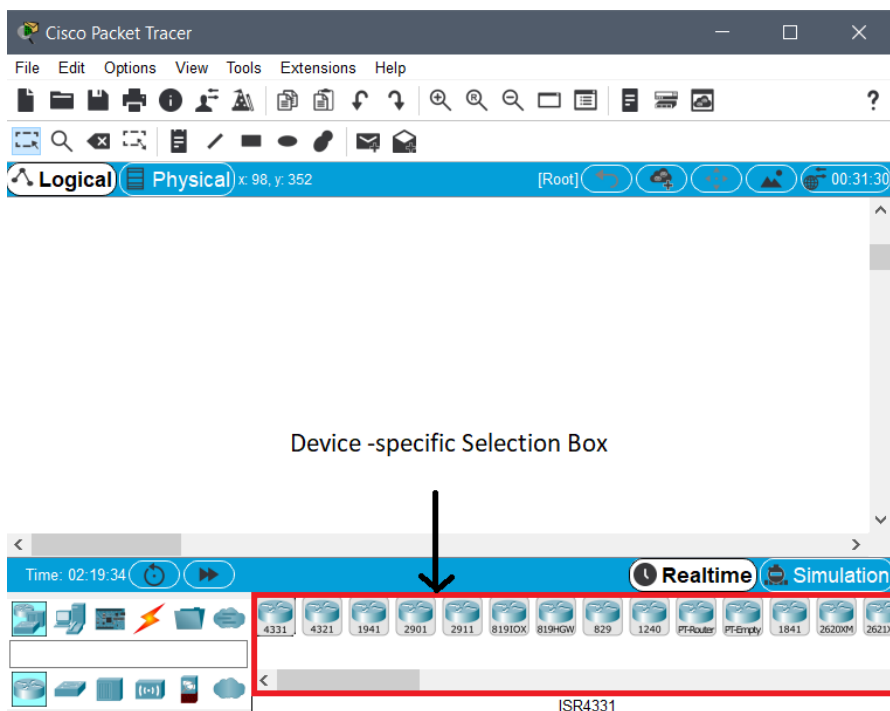 Cisco Packet Tracer
File Edit Options View Tools Extensions Help
?
Logical Physical x: 98, y: 352 [Root] 00:31:30
Device -specific Selection Box
Time: 02:19:34 Realtime Simulation
4331 4321 1941 2901 2911 819IOX 819HGW 829 1240 PT-Router PT-Empty 1841 2620XM 2621X
ISR4331